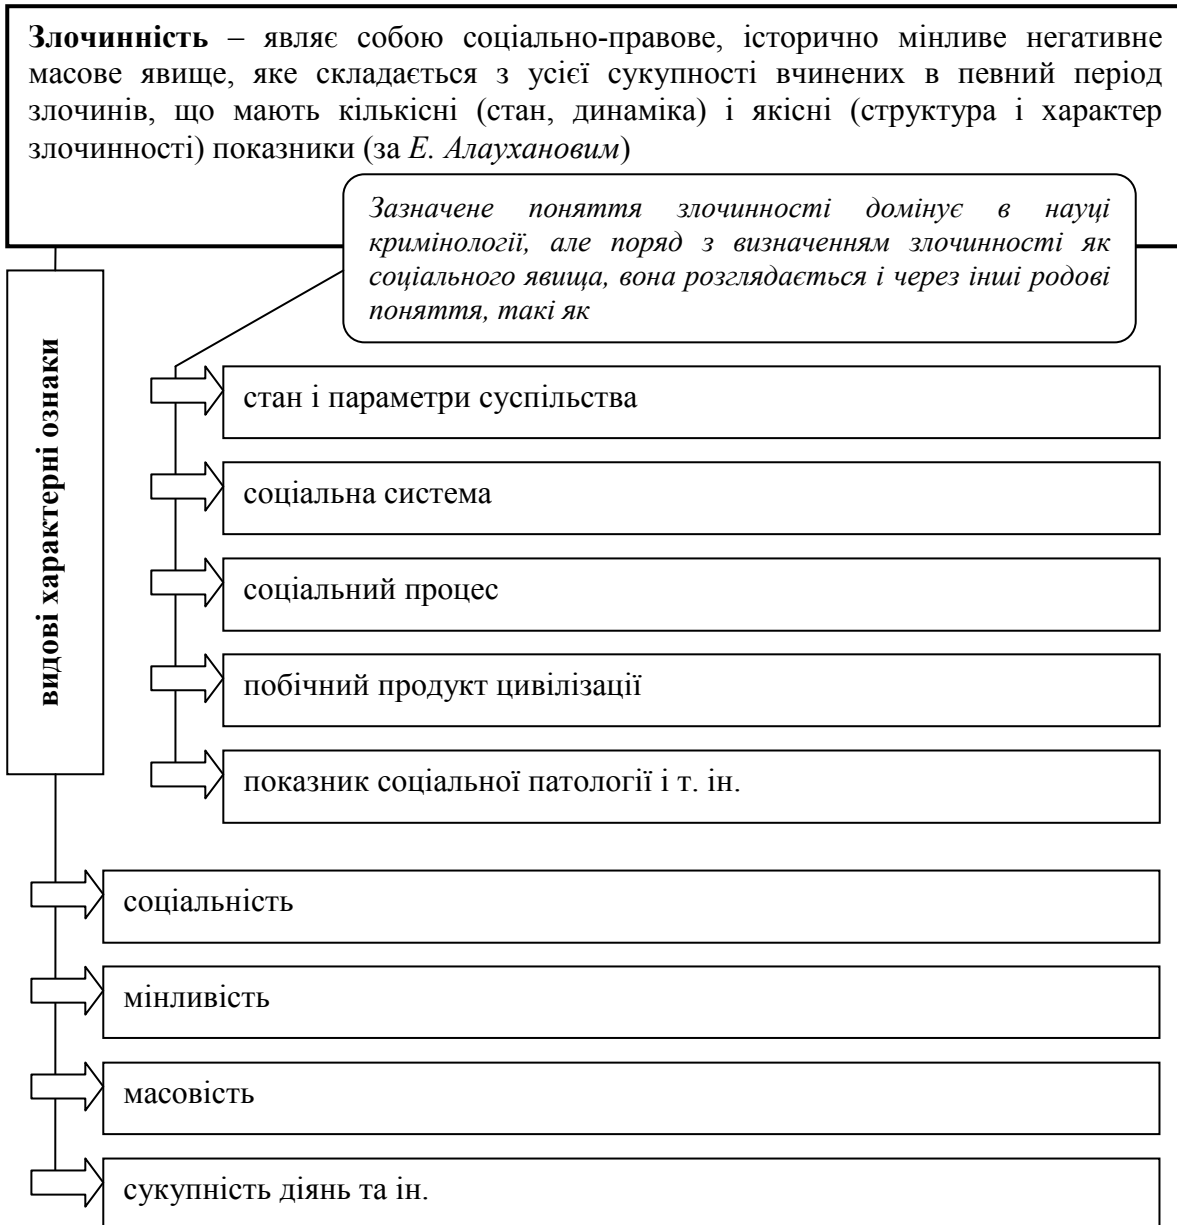 Злочинність – являє собою соціально-правове, історично мінливе негативне
масове явище, яке складається з усієї сукупності вчинених в певний період
злочинів, що мають кількісні (стан, динаміка) і якісні (структура і характер
злочинності) показники (за Е. Алаухановим)
Зазначене поняття злочинності домінує в науці
кримінології, але поряд з визначенням злочинності як
соціального явища, вона розглядається і через інші родові
поняття, такі як
видові характерні ознаки
стан і параметри суспільства
соціальна система
соціальний процес
побічний продукт цивілізації
показник соціальної патології і т. ін.
соціальність
мінливість
масовість
сукупність діянь та ін.